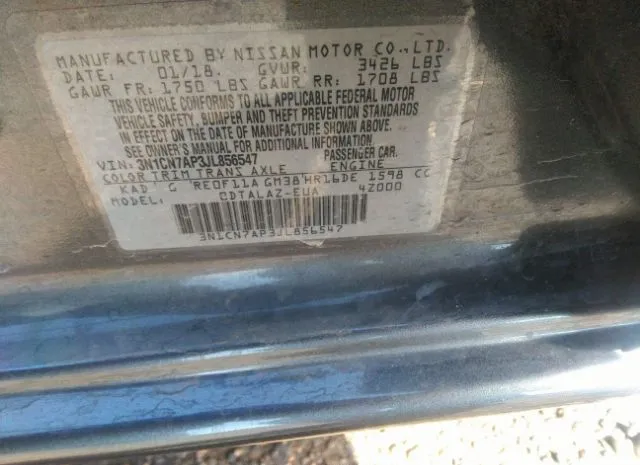 MANUFACTURED BY NISSAN MOTOR CO., LTD.
DATE: 01/18. GVWR: 3426 LBS
GAWR FR: 1750 LBS GAWR RR: 1708 LBS
THIS VEHICLE CONFORMS TO ALL APPLICABLE FEDERAL MOTOR
VEHICLE SAFETY, BUMPER AND THEFT PREVENTION STANDARDS
IN EFFECT ON THE DATE OF MANUFACTURE SHOWN ABOVE.
SEE OWNER'S MANUAL FOR ADDITIONAL INFORMATION.
VIN: 3N1CN7AP3JL856547 PASSENGER CAR.
COLOR TRIM TRANS AXLE ENGINE
KAD G RE0F11A GM38 HR16DE 1598 CC
MODEL: CDTALAZ-EUA 4Z000
3N1CN7AP3JL856547